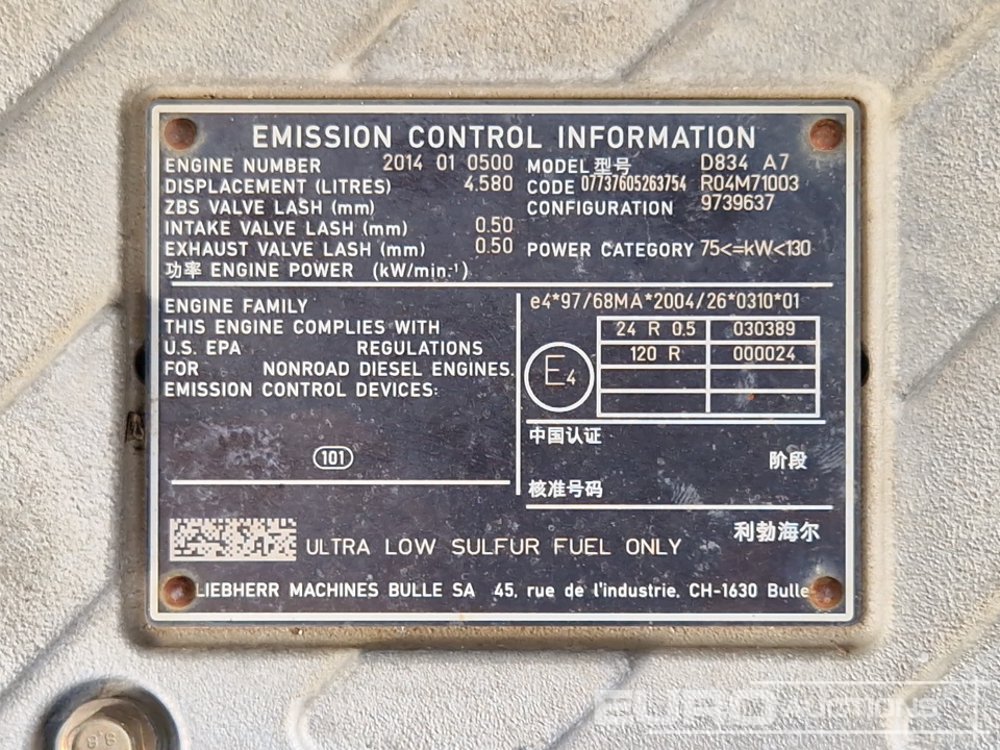 EMISSION CONTROL INFORMATION
ENGINE NUMBER 2014 01 0500 MODEL 型号 D834 A7
DISPLACEMENT (LITRES) 4.580 CODE 07737605263754 R04M71003
ZBS VALVE LASH (mm) CONFIGURATION 9739637
INTAKE VALVE LASH (mm) 0.50
EXHAUST VALVE LASH (mm) 0.50 POWER CATEGORY 75<=kW<130
功率 ENGINE POWER (kW/min.-¹)
ENGINE FAMILY
THIS ENGINE COMPLIES WITH
U.S. EPA REGULATIONS
FOR NONROAD DIESEL ENGINES.
EMISSION CONTROL DEVICES:
101
e4*97/68MA*2004/26*0310*01
24 R 0.5 030389
120 R 000024
E4
中国认证
阶段
核准号码
利勃海尔
ULTRA LOW SULFUR FUEL ONLY
LIEBHERR MACHINES BULLE SA 45, rue de l'industrie, CH-1630 Bulle
8.8
EURO AUCTIONS